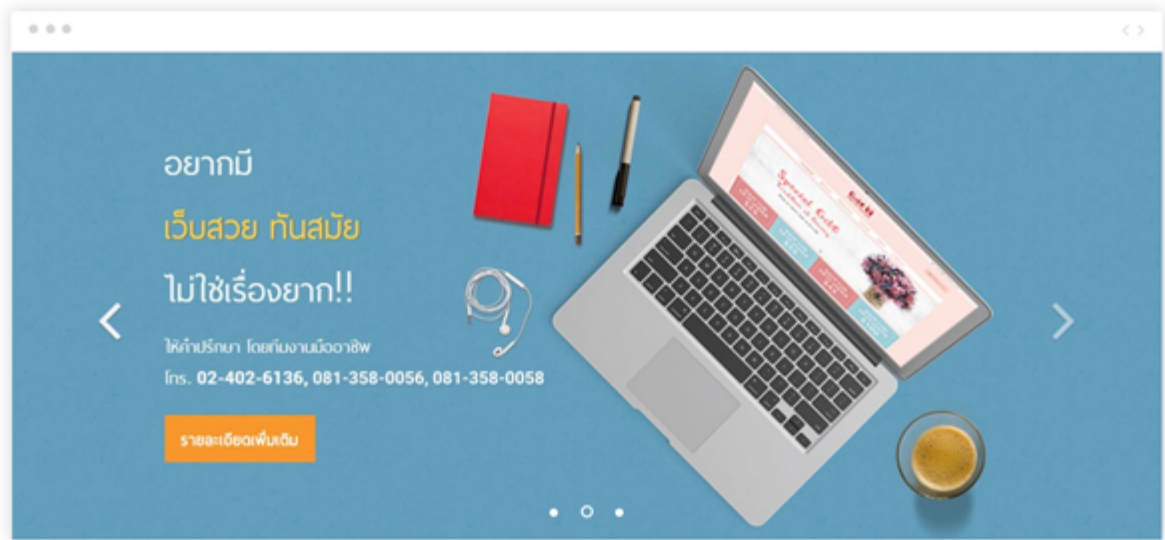 อยากมี
เว็บสวย ทันสมัย
ไม่ใช่เรื่องยาก!!
ให้คำปรึกษา โดยทีมงานมืออาชีพ
โทร. 02-402-6136, 081-358-0056, 081-358-0058
รายละเอียดเพิ่มเติม